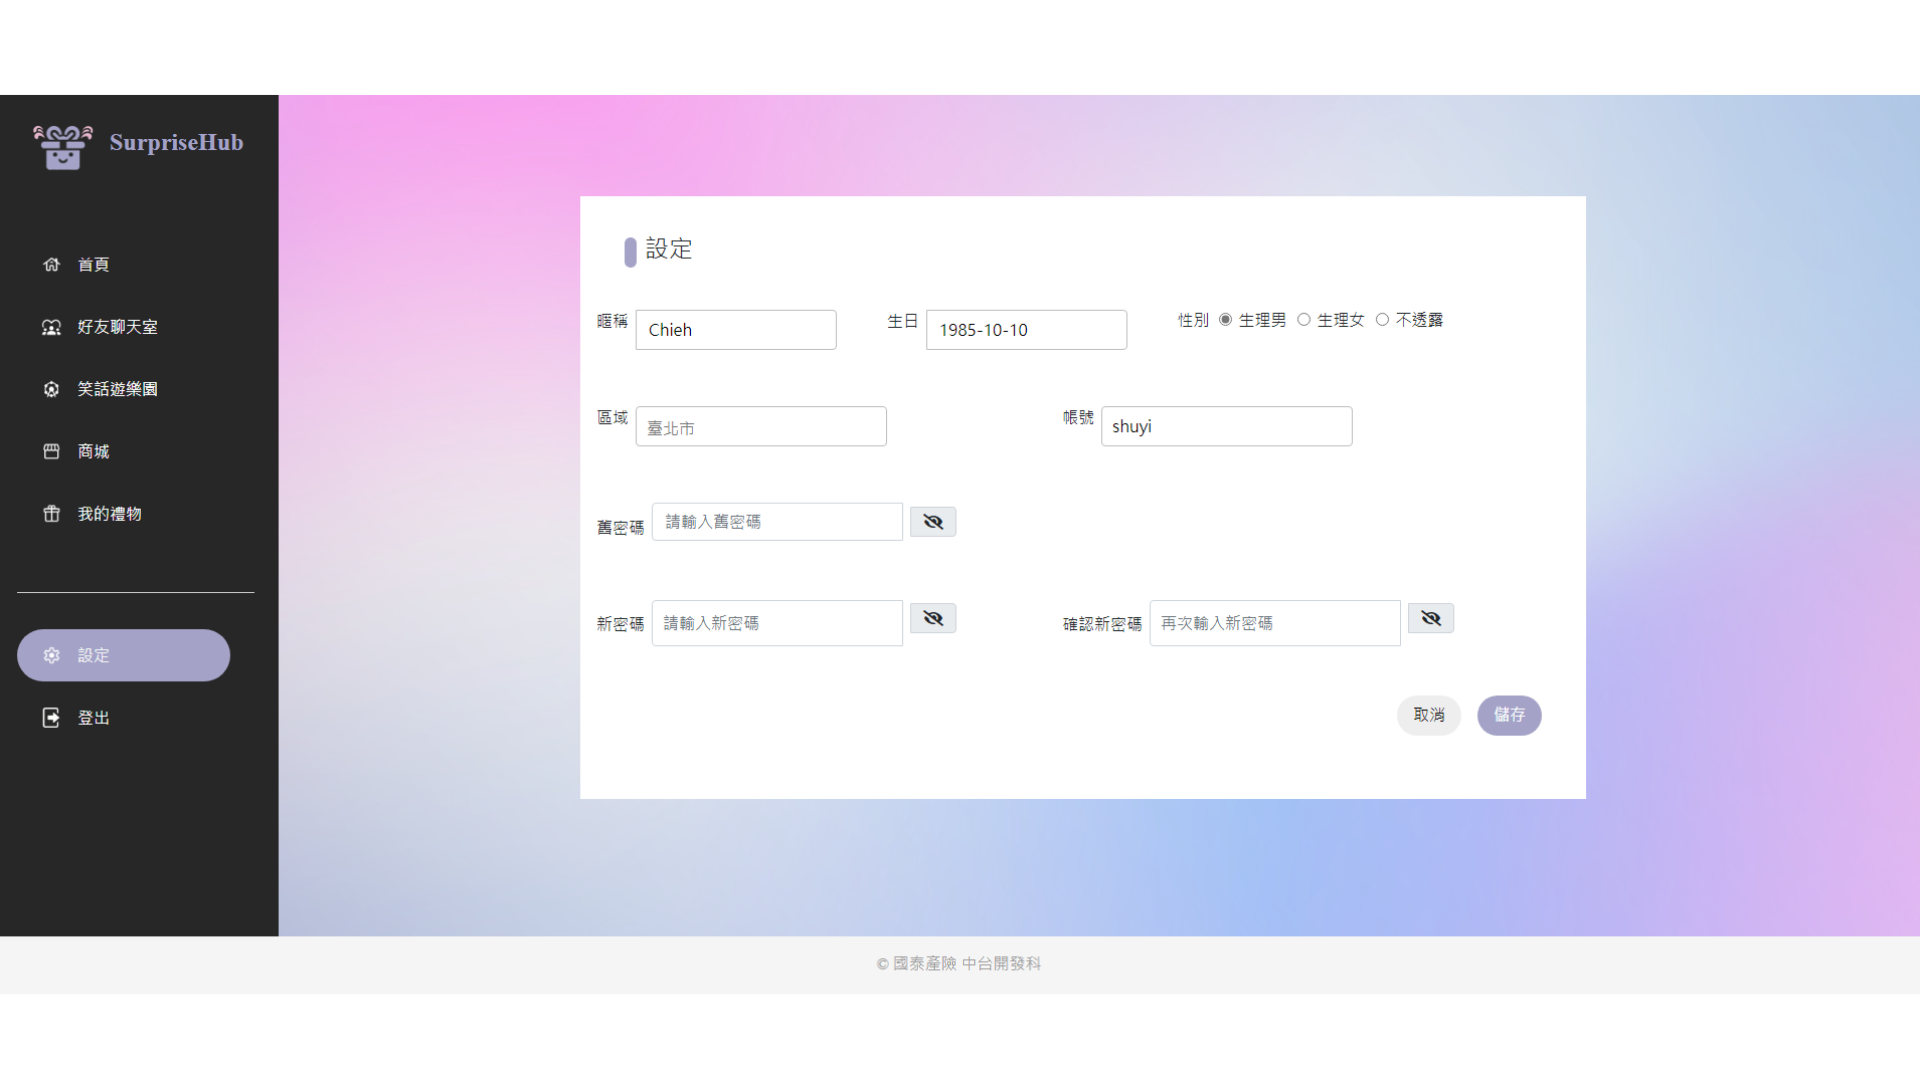 SurpriseHub
首頁
好友聊天室
笑話遊樂園
商城
我的禮物
設定
登出
設定
暱稱 Chieh 生日 1985-10-10 性別 生理男 生理女 不透露
區域 臺北市 帳號 shuyi
舊密碼 請輸入舊密碼
新密碼 請輸入新密碼 確認新密碼 再次輸入新密碼
取消 儲存
© 國泰產險 中台開發科